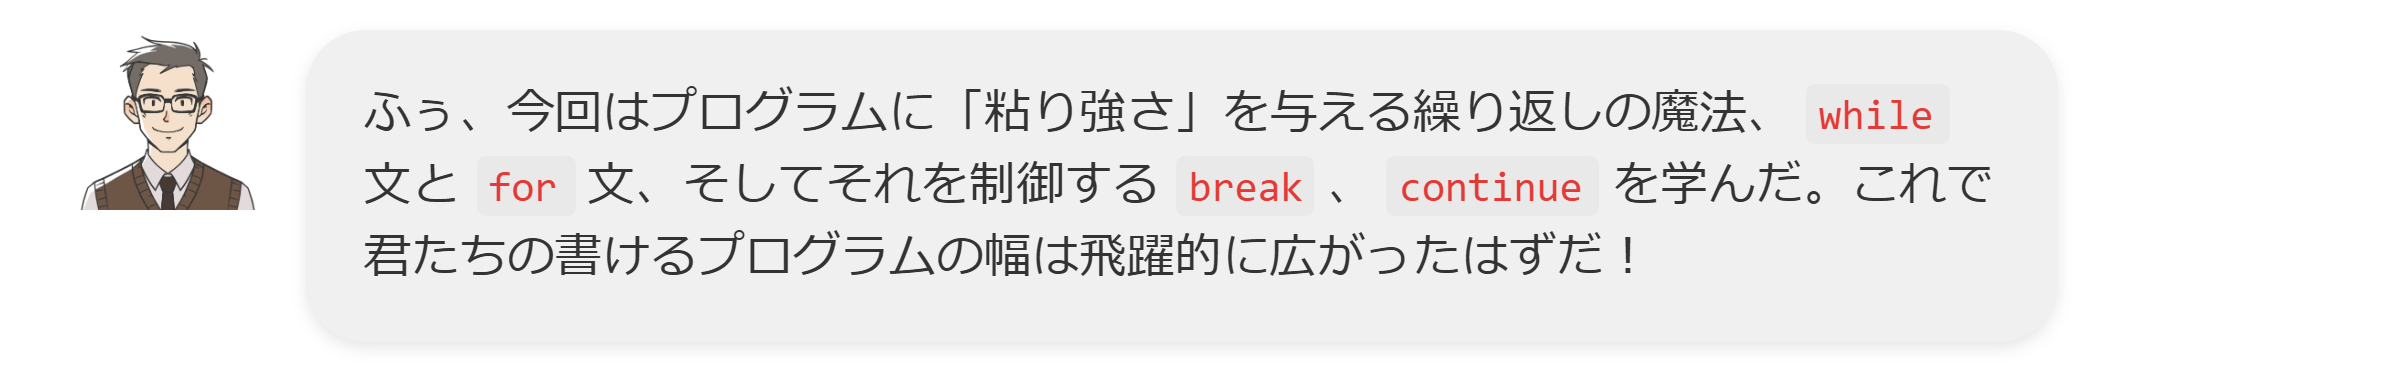 ふぅ、今回はプログラムに「粘り強さ」を与える繰り返しの魔法、 while
文と for 文、そしてそれを制御する break 、 continue を学んだ。これで
君たちの書けるプログラムの幅は飛躍的に広がったはずだ！